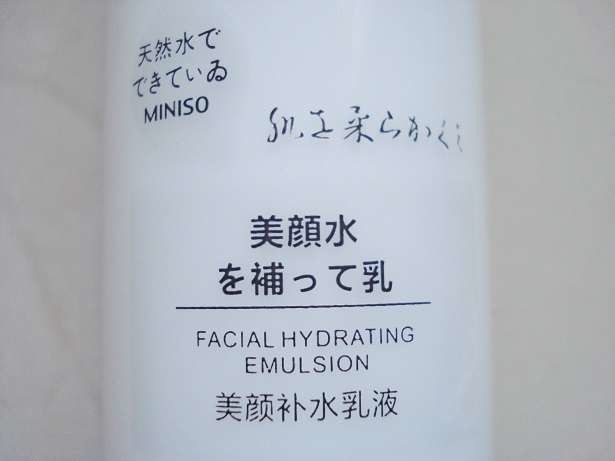 天然水で
できていゐ
MINISO
肌を柔らかくし
美顔水
を補って乳
FACIAL HYDRATING
EMULSION
美颜补水乳液